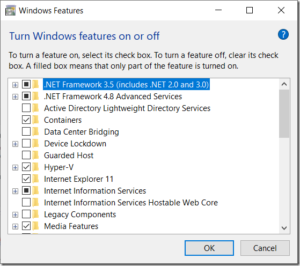 Windows Features
Turn Windows features on or off
To turn a feature on, select its check box. To turn a feature off, clear its check
box. A filled box means that only part of the feature is turned on.
.NET Framework 3.5 (includes .NET 2.0 and 3.0)
.NET Framework 4.8 Advanced Services
Active Directory Lightweight Directory Services
Containers
Data Center Bridging
Device Lockdown
Guarded Host
Hyper-V
Internet Explorer 11
Internet Information Services
Internet Information Services Hostable Web Core
Legacy Components
Media Features
OK
Cancel